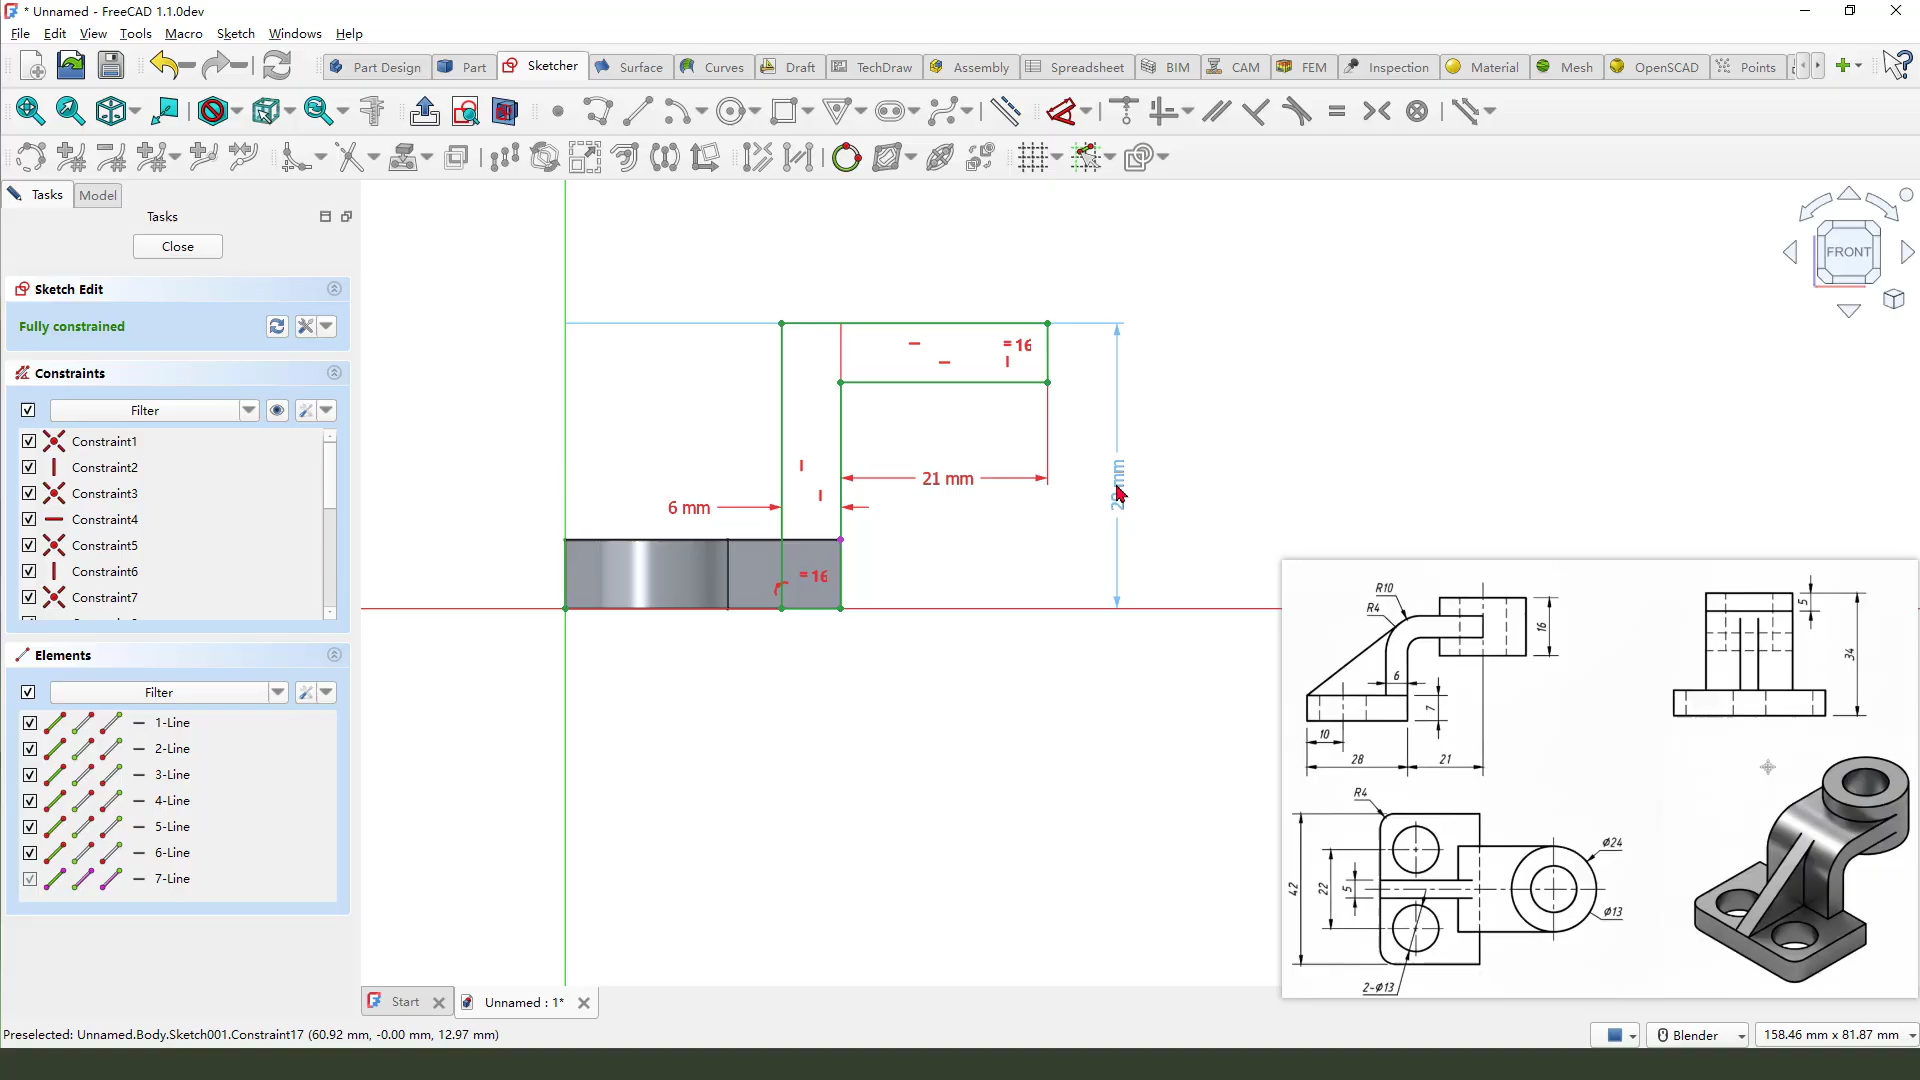 * Unnamed - FreeCAD 1.1.0dev
File Edit View Tools Macro Sketch Windows Help
Part Design Part Sketcher Surface Curves Draft TechDraw Assembly Spreadsheet BIM CAM FEM Inspection Material Mesh OpenSCAD Points
Tasks Model
Tasks
Close
Sketch Edit
Fully constrained
Constraints
Filter
Constraint1
Constraint2
Constraint3
Constraint4
Constraint5
Constraint6
Constraint7
Elements
Filter
1-Line
2-Line
3-Line
4-Line
5-Line
6-Line
7-Line
FRONT
= 16
21 mm
6 mm
mm
= 16
R10
R4
16
6
7
10
28
21
5
34
R4
42
22
5
Ø24
Ø13
2-Ø13
Start
Unnamed : 1*
Preselected: Unnamed.Body.Sketch001.Constraint17 (60.92 mm, -0.00 mm, 12.97 mm)
Blender
158.46 mm x 81.87 mm